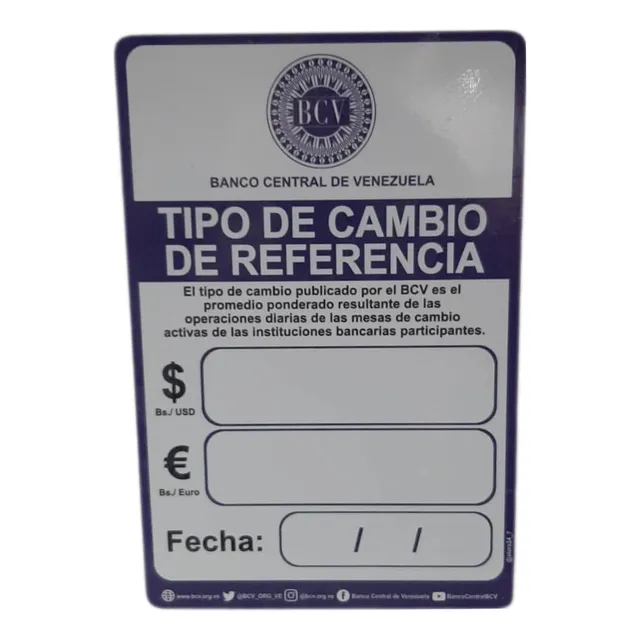 BCV
BANCO CENTRAL DE VENEZUELA
TIPO DE CAMBIO
DE REFERENCIA
El tipo de cambio publicado por el BCV es el
promedio ponderado resultante de las
operaciones diarias de las mesas de cambio
activas de las instituciones bancarias participantes.
$
Bs./ USD
€
Bs./ Euro
Fecha: / /
www.bcv.org.ve @BCV_ORG_VE @bcv.org.ve Banco Central de Venezuela BancoCentralBCV